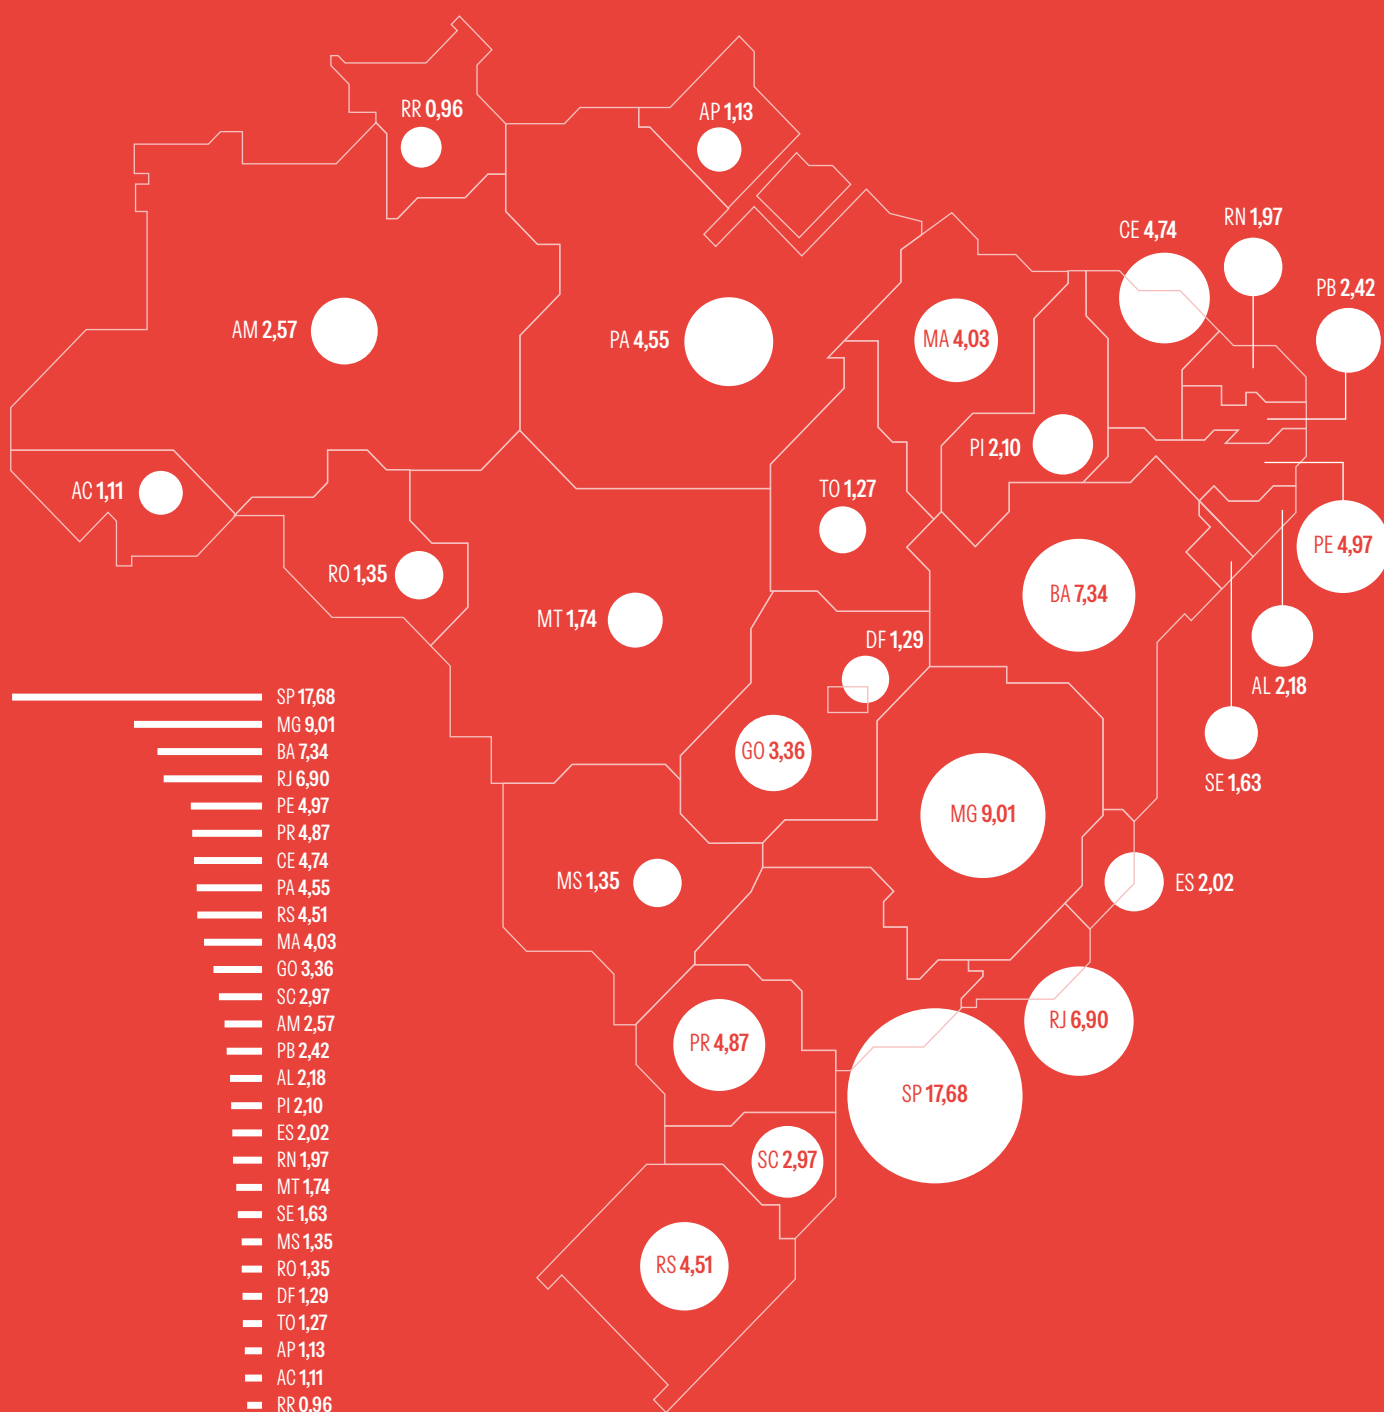 RR 0,96
AP 1,13
RN 1,97
CE 4,74
PB 2,42
AM 2,57
PA 4,55
MA 4,03
PI 2,10
AC 1,11
TO 1,27
PE 4,97
RO 1,35
BA 7,34
MT 1,74
DF 1,29
AL 2,18
GO 3,36
SE 1,63
MG 9,01
MS 1,35
ES 2,02
RJ 6,90
PR 4,87
SP 17,68
SC 2,97
RS 4,51
SP 17,68
MG 9,01
BA 7,34
RJ 6,90
PE 4,97
PR 4,87
CE 4,74
PA 4,55
RS 4,51
MA 4,03
GO 3,36
SC 2,97
AM 2,57
PB 2,42
AL 2,18
PI 2,10
ES 2,02
RN 1,97
MT 1,74
SE 1,63
MS 1,35
RO 1,35
DF 1,29
TO 1,27
AP 1,13
AC 1,11
RR 0,96